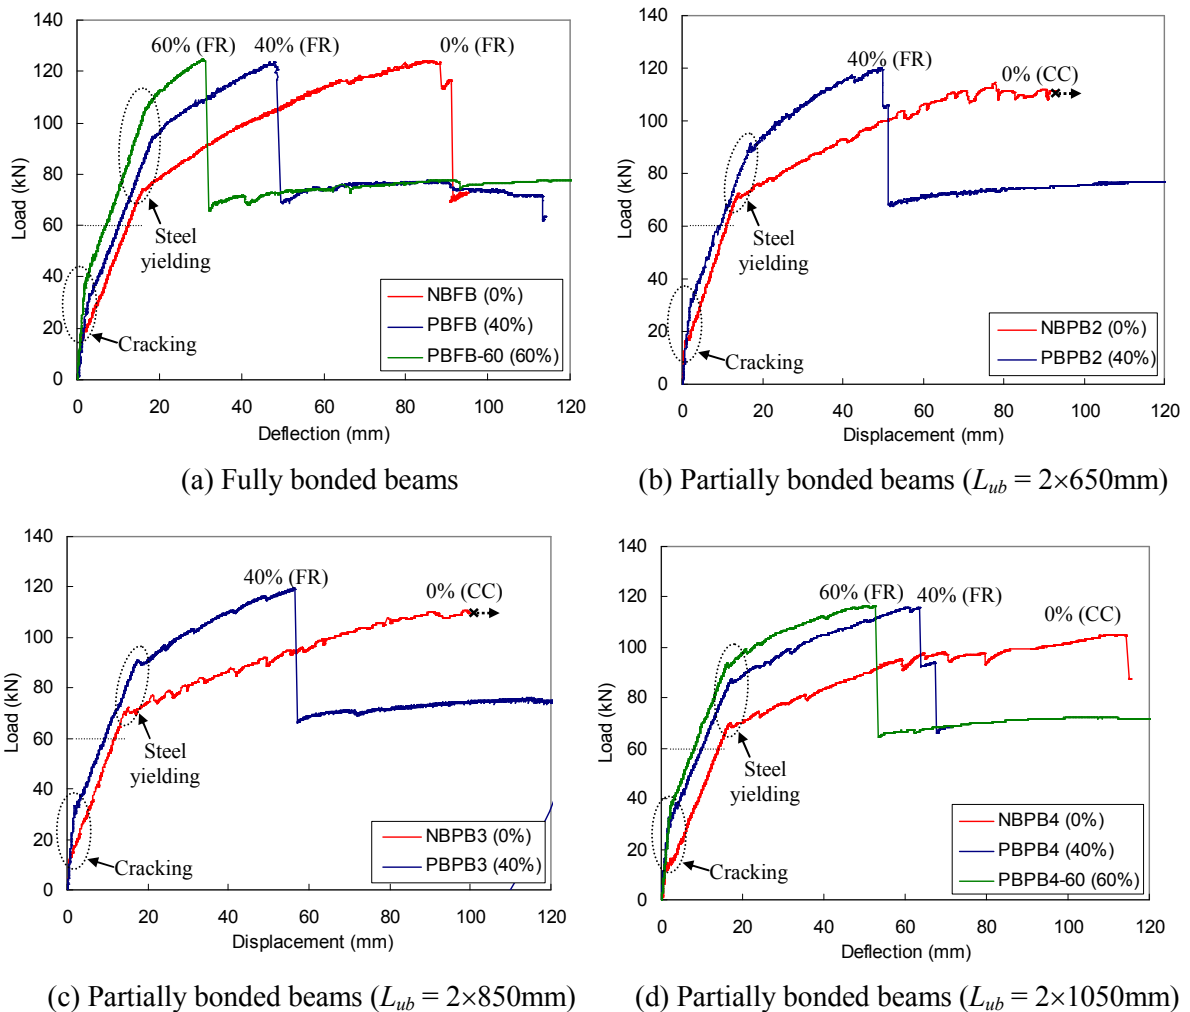 140
120
100
80
60
40
20
0
Load (kN)
60% (FR)
40% (FR)
0% (FR)
Steel
yielding
Cracking
NBFB (0%)
PBFB (40%)
PBFB-60 (60%)
0 20 40 60 80 100 120
Deflection (mm)
(a) Fully bonded beams
140
120
100
80
60
40
20
0
Load (kN)
40% (FR)
0% (CC)
Steel
yielding
Cracking
NBPB2 (0%)
PBPB2 (40%)
0 20 40 60 80 100 120
Displacement (mm)
(b) Partially bonded beams (Lub = 2×650mm)
140
120
100
80
60
40
20
0
Load (kN)
40% (FR)
0% (CC)
Steel
yielding
Cracking
NBPB3 (0%)
PBPB3 (40%)
0 20 40 60 80 100 120
Displacement (mm)
(c) Partially bonded beams (Lub = 2×850mm)
140
120
100
80
60
40
20
0
Load (kN)
60% (FR)
40% (FR)
0% (CC)
Steel
yielding
Cracking
NBPB4 (0%)
PBPB4 (40%)
PBPB4-60 (60%)
0 20 40 60 80 100 120
Deflection (mm)
(d) Partially bonded beams (Lub = 2×1050mm)